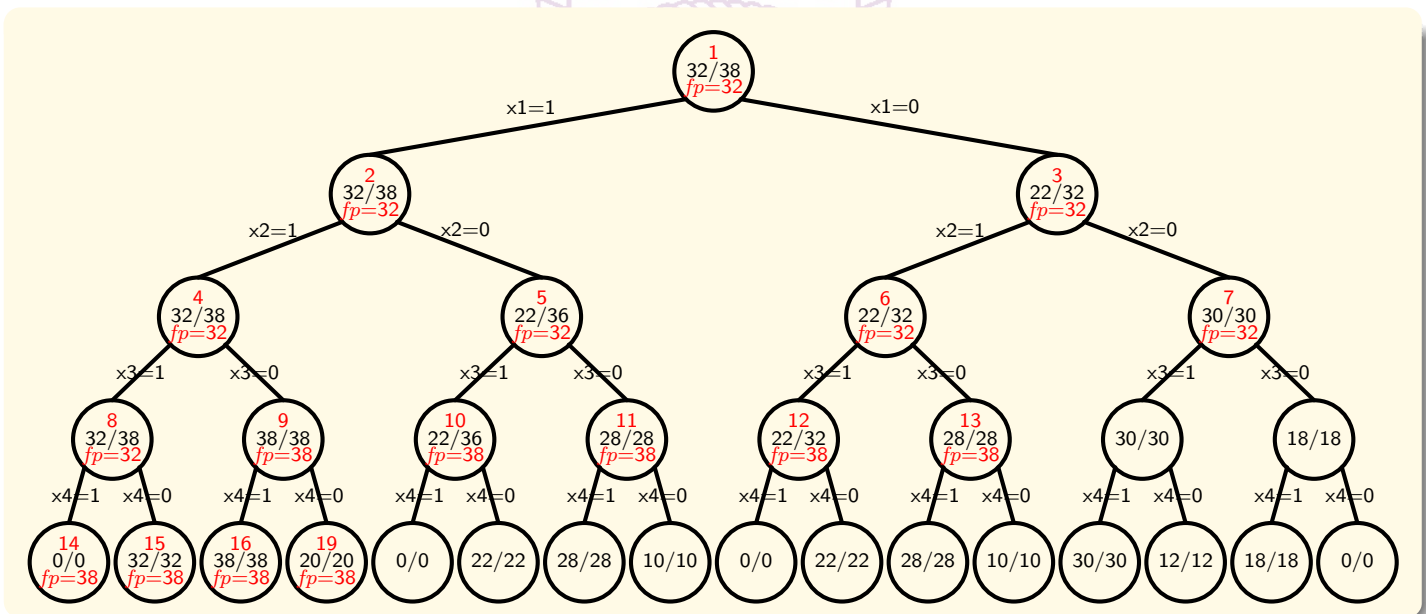 1
32/38
fp=32
x1=1
x1=0
2
32/38
fp=32
3
22/32
fp=32
x2=1
x2=0
x2=1
x2=0
4
32/38
fp=32
5
22/36
fp=32
6
22/32
fp=32
7
30/30
fp=32
x3=1
x3=0
x3=1
x3=0
x3=1
x3=0
x3=1
x3=0
8
32/38
fp=32
9
38/38
fp=38
10
22/36
fp=38
11
28/28
fp=38
12
22/32
fp=38
13
28/28
fp=38
30/30
18/18
x4=1
x4=0
x4=1
x4=0
x4=1
x4=0
x4=1
x4=0
x4=1
x4=0
x4=1
x4=0
x4=1
x4=0
x4=1
x4=0
14
0/0
fp=38
15
32/32
fp=38
16
38/38
fp=38
19
20/20
fp=38
0/0
22/22
28/28
10/10
0/0
22/22
28/28
10/10
30/30
12/12
18/18
0/0